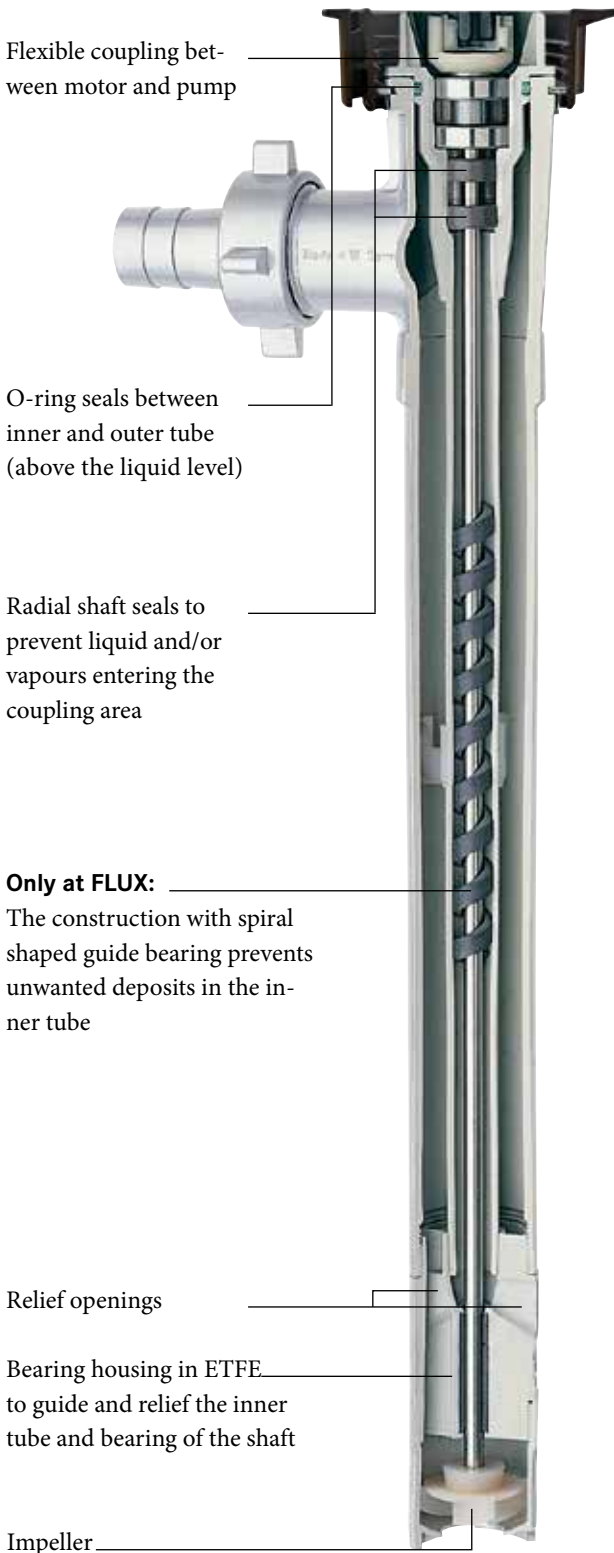 Flexible coupling bet-
ween motor and pump
O-ring seals between
inner and outer tube
(above the liquid level)
Radial shaft seals to
prevent liquid and/or
vapours entering the
coupling area
Only at FLUX:
The construction with spiral
shaped guide bearing prevents
unwanted deposits in the in-
ner tube
Relief openings
Bearing housing in ETFE
to guide and relief the inner
tube and bearing of the shaft
Impeller